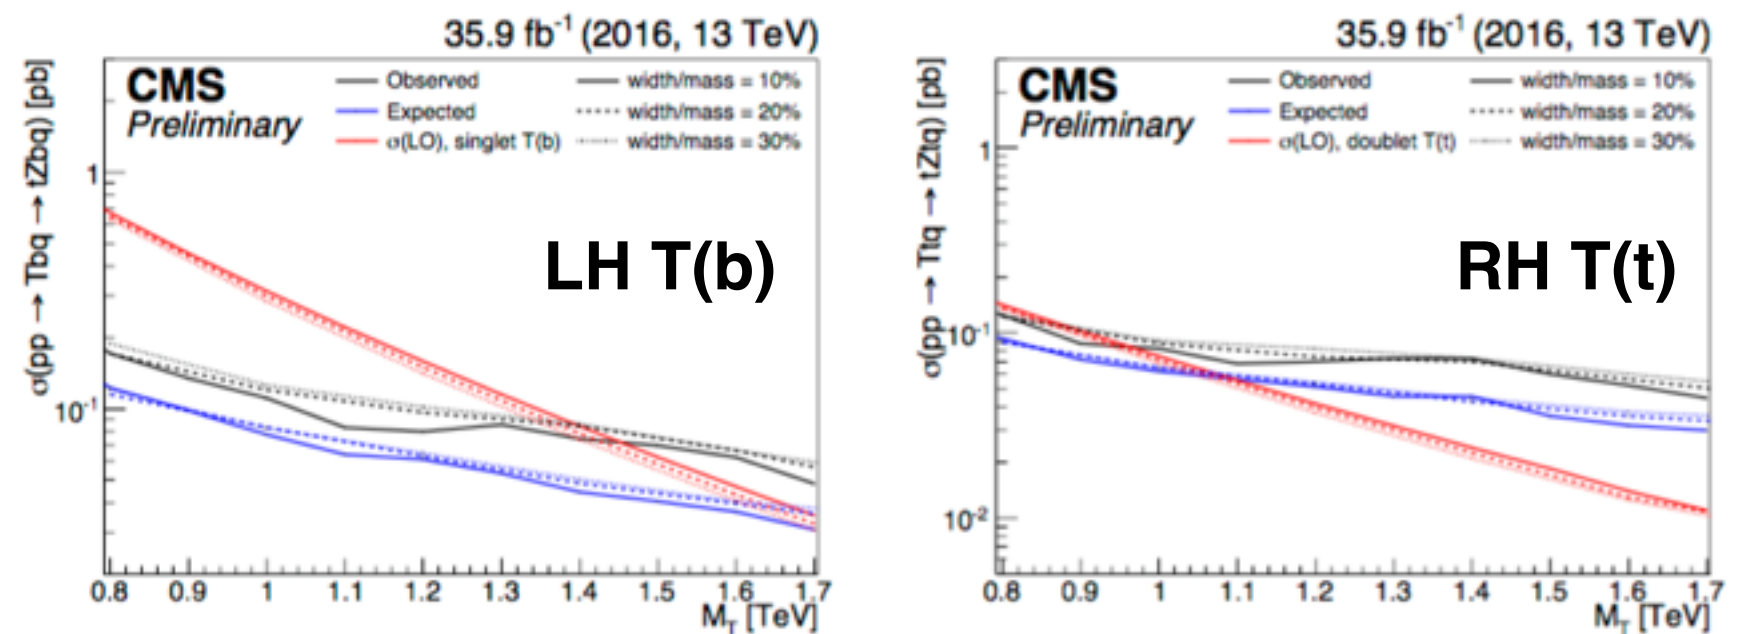 35.9 fb-1 (2016, 13 TeV)
CMS
Preliminary
Observed
Expected
σ(LO), singlet T(b)
width/mass = 10%
width/mass = 20%
width/mass = 30%
LH T(b)
σ(pp → Tbq → tZbq) [pb]
1
10-1
0.8 0.9 1 1.1 1.2 1.3 1.4 1.5 1.6 1.7
MT [TeV]
35.9 fb-1 (2016, 13 TeV)
CMS
Preliminary
Observed
Expected
σ(LO), doublet T(t)
width/mass = 10%
width/mass = 20%
width/mass = 30%
RH T(t)
σ(pp → Ttq → tZtq) [pb]
1
10-1
10-2
0.8 0.9 1 1.1 1.2 1.3 1.4 1.5 1.6 1.7
MT [TeV]